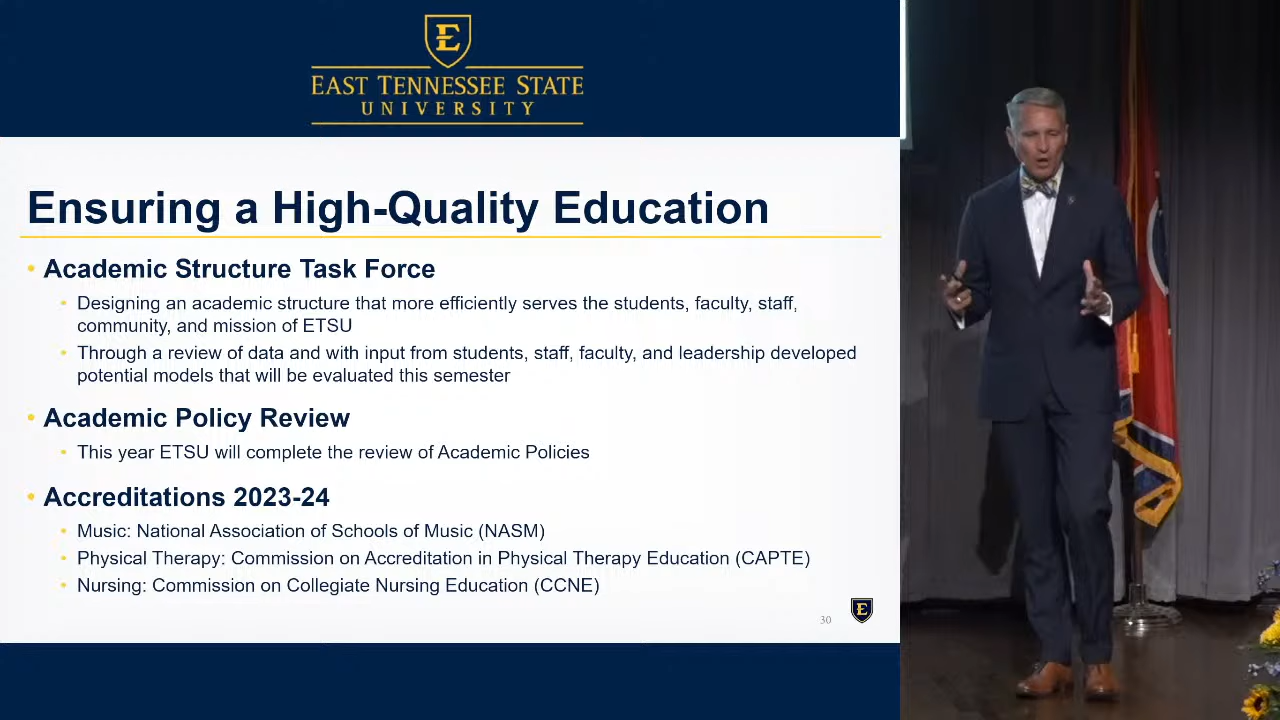 E
EAST TENNESSEE STATE
UNIVERSITY
Ensuring a High-Quality Education
• Academic Structure Task Force
• Designing an academic structure that more efficiently serves the students, faculty, staff,
community, and mission of ETSU
• Through a review of data and with input from students, staff, faculty, and leadership developed
potential models that will be evaluated this semester
• Academic Policy Review
• This year ETSU will complete the review of Academic Policies
• Accreditations 2023-24
• Music: National Association of Schools of Music (NASM)
• Physical Therapy: Commission on Accreditation in Physical Therapy Education (CAPTE)
• Nursing: Commission on Collegiate Nursing Education (CCNE)
30
E